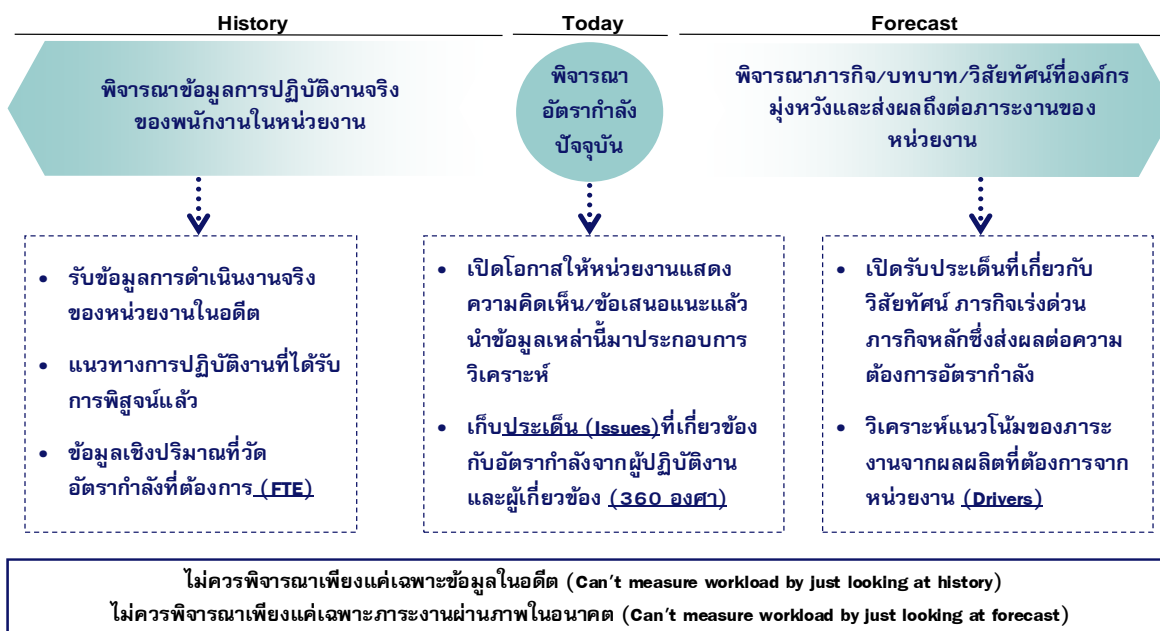 History
Today
Forecast
พิจารณาข้อมูลการปฏิบัติงานจริง
ของพนักงานในหน่วยงาน
พิจารณา
อัตรากำลัง
ปัจจุบัน
พิจารณาภารกิจ/บทบาท/วิสัยทัศน์ที่องค์กร
มุ่งหวังและส่งผลถึงต่อภาระงานของ
หน่วยงาน
• รับข้อมูลการดำเนินงานจริง
ของหน่วยงานในอดีต
• แนวทางการปฏิบัติงานที่ได้รับ
การพิสูจน์แล้ว
• ข้อมูลเชิงปริมาณที่วัด
อัตรากำลังที่ต้องการ (FTE)
• เปิดโอกาสให้หน่วยงานแสดง
ความคิดเห็น/ข้อเสนอแนะแล้ว
นำข้อมูลเหล่านี้มาประกอบการ
วิเคราะห์
• เก็บประเด็น (Issues)ที่เกี่ยวข้อง
กับอัตรากำลังจากผู้ปฏิบัติงาน
และผู้เกี่ยวข้อง (360 องศา)
• เปิดรับประเด็นที่เกี่ยวกับ
วิสัยทัศน์ ภารกิจเร่งด่วน
ภารกิจหลักซึ่งส่งผลต่อความ
ต้องการอัตรากำลัง
• วิเคราะห์แนวโน้มของภาระ
งานจากผลผลิตที่ต้องการจาก
หน่วยงาน (Drivers)
ไม่ควรพิจารณาเพียงแค่เฉพาะข้อมูลในอดีต (Can't measure workload by just looking at history)
ไม่ควรพิจารณาเพียงแค่เฉพาะภาระงานผ่านภาพในอนาคต (Can't measure workload by just looking at forecast)